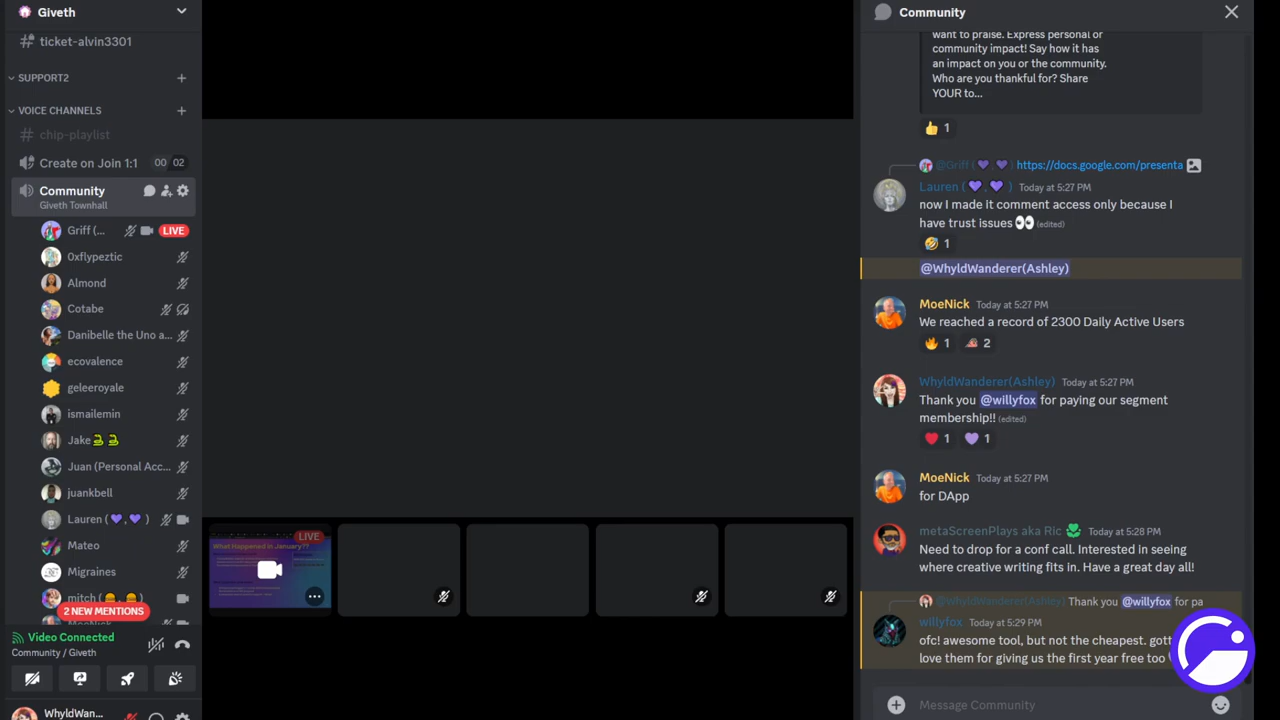 Giveth
ticket-alvin3301
SUPPORT2
VOICE CHANNELS
chip-playlist
Create on Join 1:1 00 02
Community
Giveth Townhall
Griff (... LIVE
0xflypeztic
Almond
Cotabe
Danibelle the Uno a...
ecovalence
geleeroyale
ismailemin
Jake
Juan (Personal Acc...
juankbell
Lauren ( , )
Mateo
Migraines
mitch ( , )
2 NEW MENTIONS
Video Connected
Community / Giveth
WhyldWan...
LIVE
What Happened in January??
Community
want to praise. Express personal or
community impact! Say how it has
an impact on you or the community.
Who are you thankful for? Share
YOUR to...
👍 1
@Griff (💜,💜) https://docs.google.com/presenta
Lauren (💜,💜) Today at 5:27 PM
now I made it comment access only because I
have trust issues 👀 (edited)
🤣 1
@WhyldWanderer(Ashley)
MoeNick Today at 5:27 PM
We reached a record of 2300 Daily Active Users
🔥 1 2
WhyldWanderer(Ashley) Today at 5:27 PM
Thank you @willyfox for paying our segment
membership!! (edited)
❤️ 1 💜 1
MoeNick Today at 5:27 PM
for DApp
metaScreenPlays aka Ric Today at 5:28 PM
Need to drop for a conf call. Interested in seeing
where creative writing fits in. Have a great day all!
@WhyldWanderer(Ashley) Thank you @willyfox for pa
willyfox Today at 5:29 PM
ofc! awesome tool, but not the cheapest. gott
love them for giving us the first year free too
Message Community